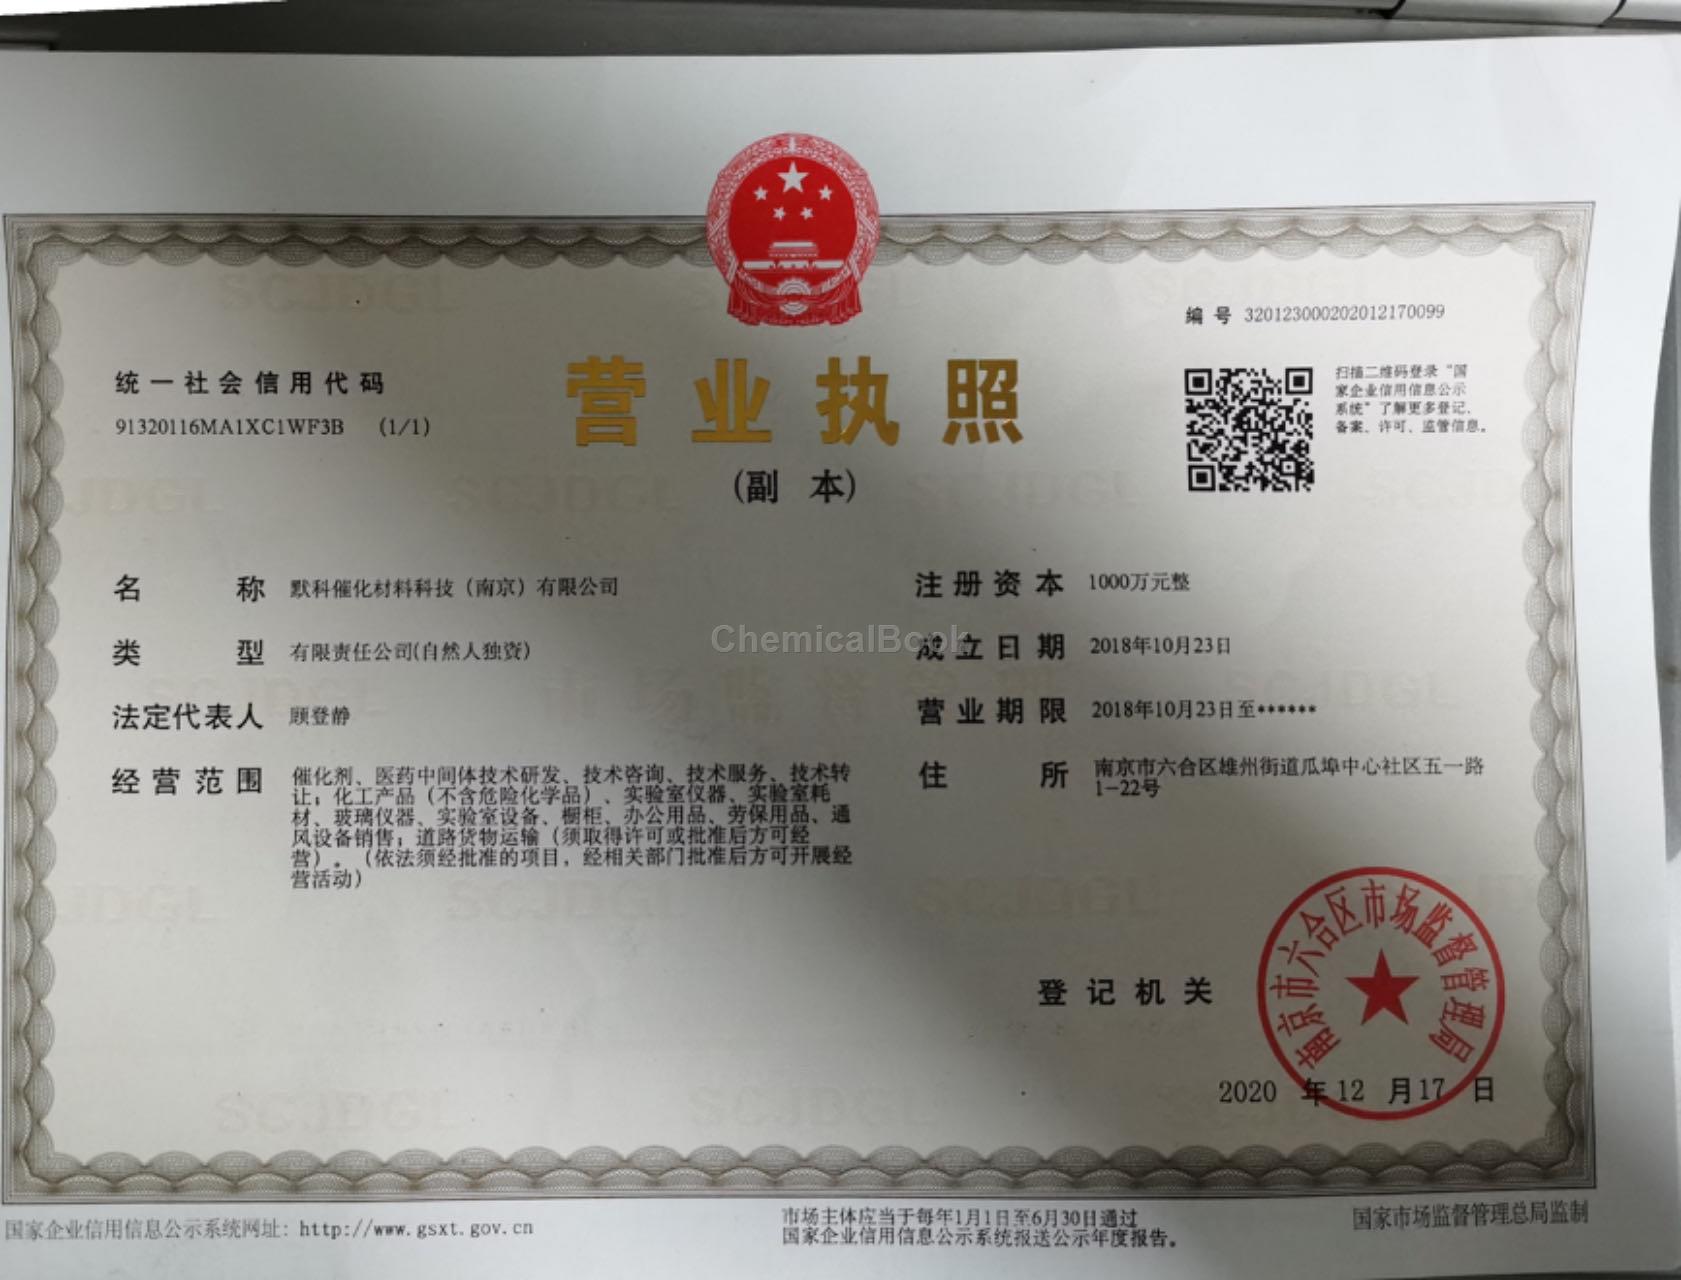 编号 320123000202012170099
统一社会信用代码
91320116MA1XC1WF3B (1/1)
营业执照
(副 本)
扫描二维码登录“国
家企业信用信息公示
系统”了解更多登记、
备案、许可、监管信息。
名称 默科催化材料科技（南京）有限公司
类型 有限责任公司(自然人独资)
法定代表人 顾登静
经营范围 催化剂、医药中间体技术研发、技术咨询、技术服务、技术转
让；化工产品（不含危险化学品）、实验室仪器、实验室耗
材、玻璃仪器、实验室设备、橱柜、办公用品、劳保用品、通
风设备销售；道路货物运输（须取得许可或批准后方可经
营）。（依法须经批准的项目，经相关部门批准后方可开展经
营活动）
注册资本 1000万元整
成立日期 2018年10月23日
营业期限 2018年10月23日至******
住所 南京市六合区雄州街道瓜埠中心社区五一路
1-22号
ChemicalBook
登记机关
南京市六合区市场监督管理局
2020 年 12 月 17 日
国家企业信用信息公示系统网址: http://www.gsxt.gov.cn
市场主体应当于每年1月1日至6月30日通过
国家企业信用信息公示系统报送公示年度报告。
国家市场监督管理总局监制